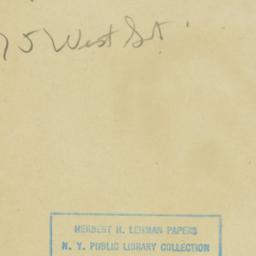 75 West St.
HERBERT H. LEHMAN PAPERS
N. Y. PUBLIC LIBRARY COLLECTION